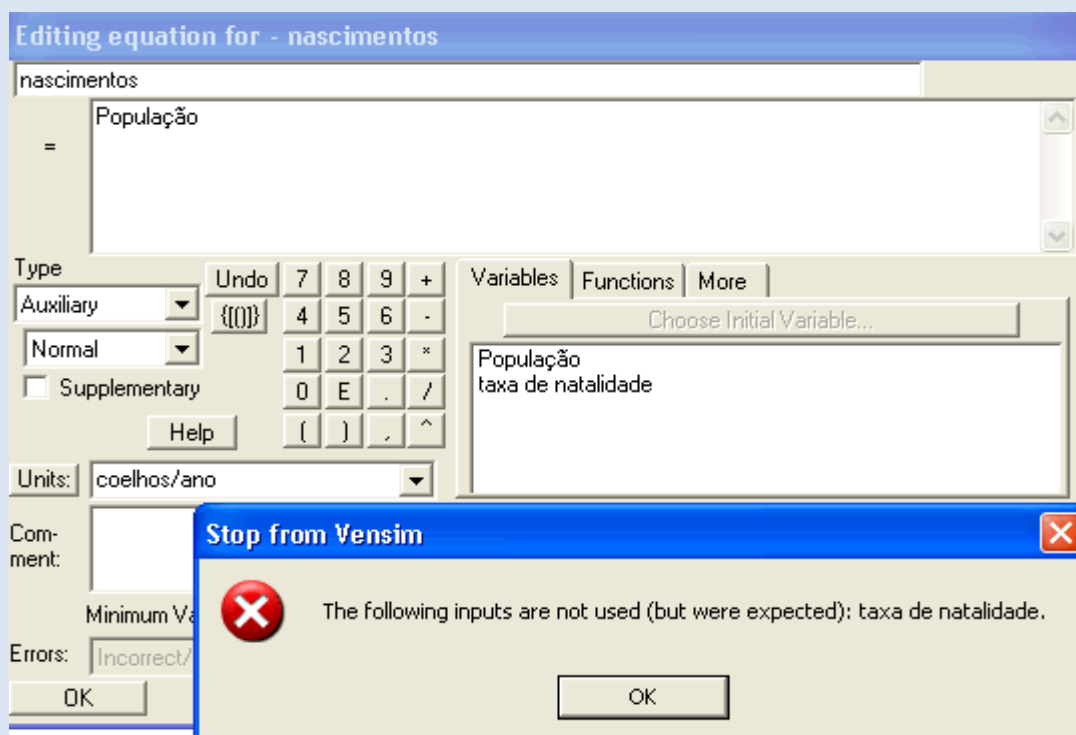 Editing equation for - nascimentos
nascimentos
=
População
Type
Auxiliary
Normal
Supplementary
Help
Undo 7 8 9 +
{[()]} 4 5 6 -
1 2 3 *
0 E . /
( ) , ^
Variables Functions More
Choose Initial Variable...
População
taxa de natalidade
Units: coelhos/ano
Com-
ment:
Minimum Va
Errors: Incorrect/
OK
Stop from Vensim
The following inputs are not used (but were expected): taxa de natalidade.
OK